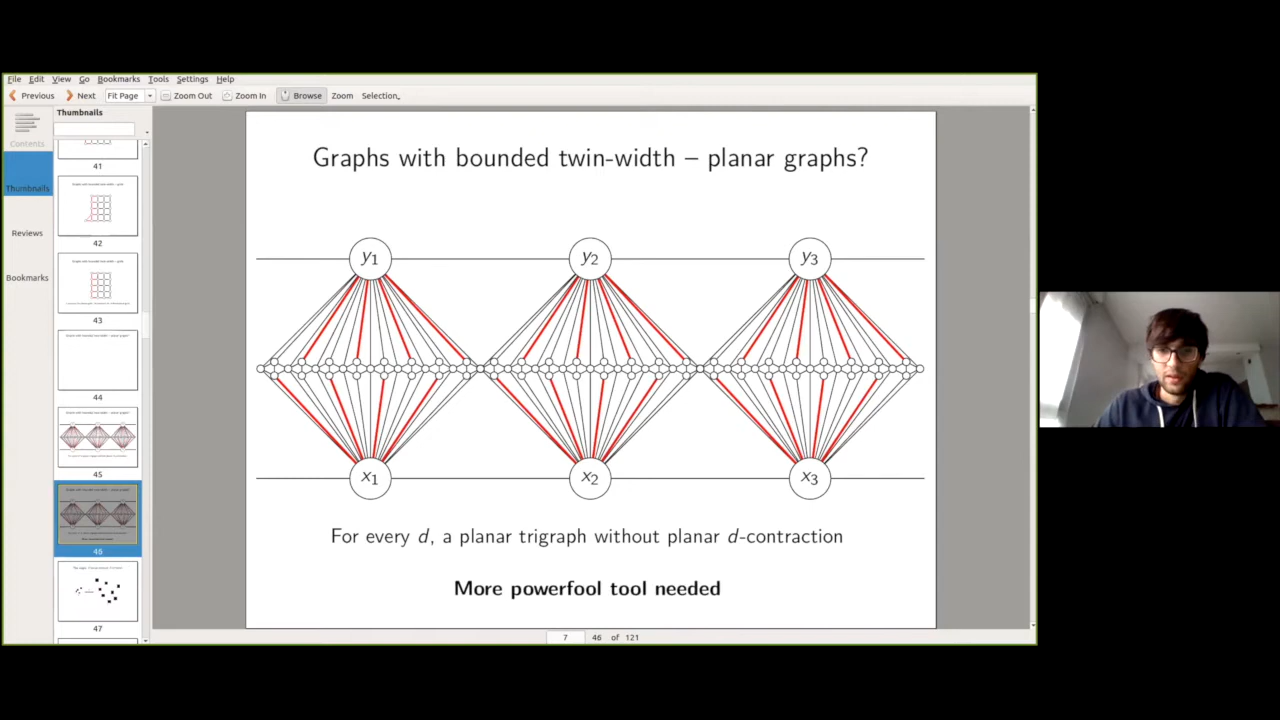 File Edit View Go Bookmarks Tools Settings Help
Previous Next Fit Page Zoom Out Zoom In Browse Zoom Selection
Thumbnails
Contents
Thumbnails
Reviews
Bookmarks
41
42
43
44
45
46
47
Graphs with bounded twin-width – planar graphs?
y1 y2 y3
x1 x2 x3
For every d, a planar trigraph without planar d-contraction
More powerfool tool needed
7 46 of 121